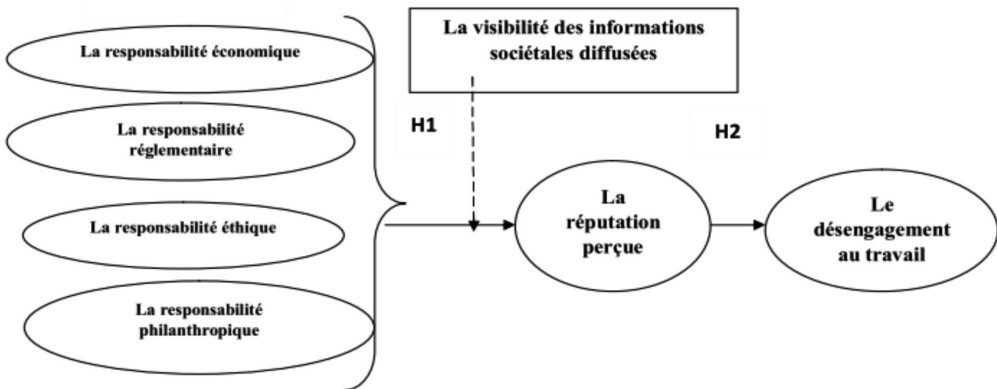 La responsabilité économique
La responsabilité
réglementaire
La responsabilité éthique
La responsabilité
philanthropique
La visibilité des informations
sociétales diffusées
H1
H2
La
réputation
perçue
Le
désengagement
au travail